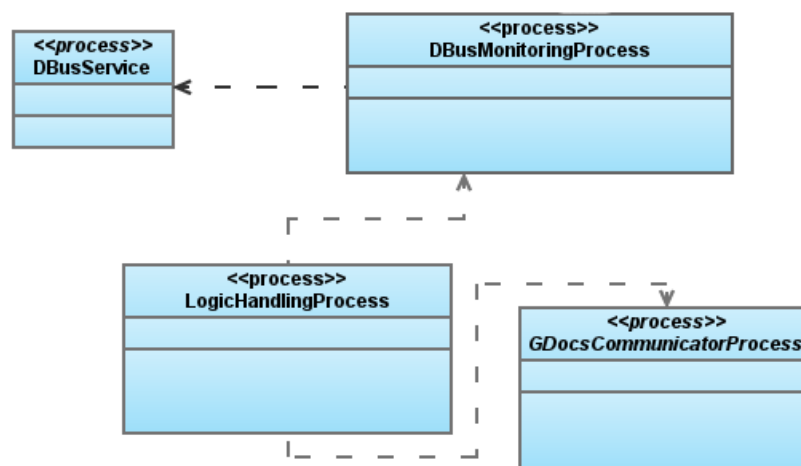 <<process>>
DBusService
<<process>>
DBusMonitoringProcess
<<process>>
LogicHandlingProcess
<<process>>
GDocsCommunicatorProcess